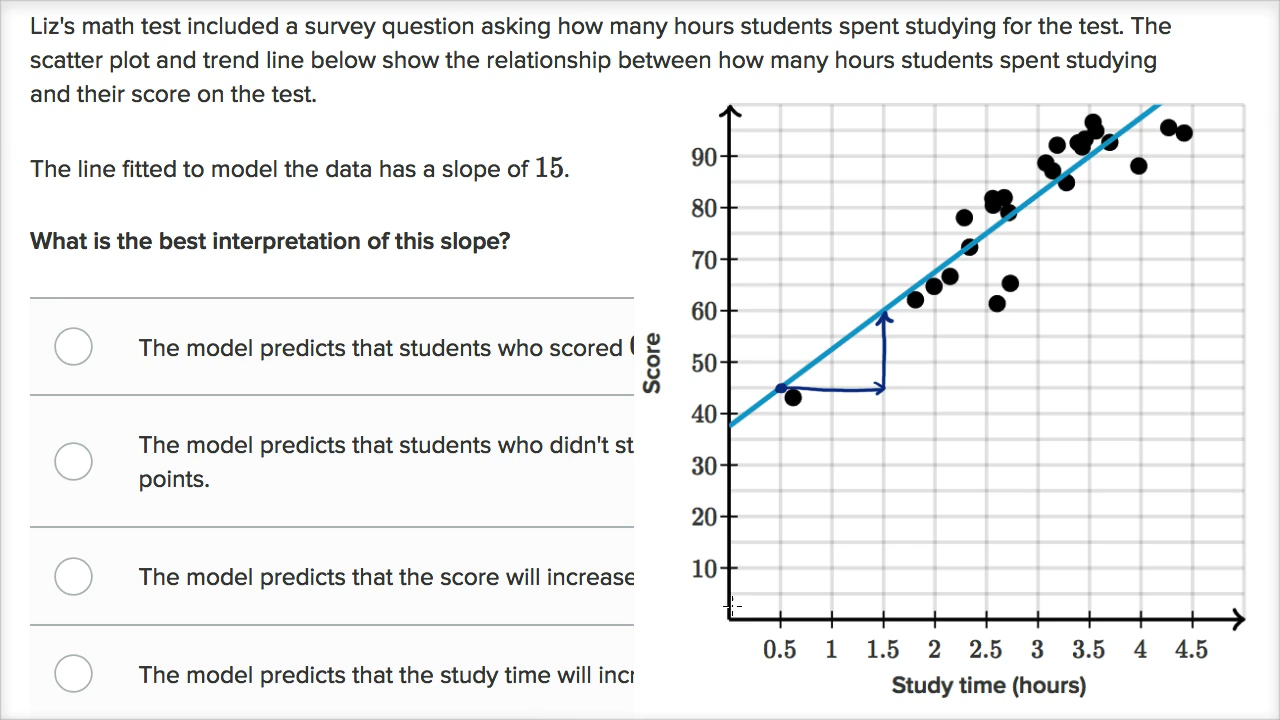 Liz's math test included a survey question asking how many hours students spent studying for the test. The
scatter plot and trend line below show the relationship between how many hours students spent studying
and their score on the test.
The line fitted to model the data has a slope of 15.
What is the best interpretation of this slope?
The model predicts that students who scored
The model predicts that students who didn't st
points.
The model predicts that the score will increase
The model predicts that the study time will incr
Score
90
80
70
60
50
40
30
20
10
0.5 1 1.5 2 2.5 3 3.5 4 4.5
Study time (hours)